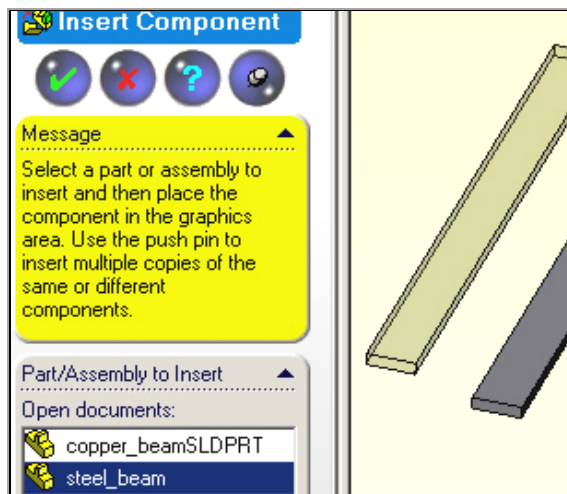 Insert Component
?
Message
Select a part or assembly to
insert and then place the
component in the graphics
area. Use the push pin to
insert multiple copies of the
same or different
components.
Part/Assembly to Insert
Open documents:
copper_beamSLDPRT
steel_beam